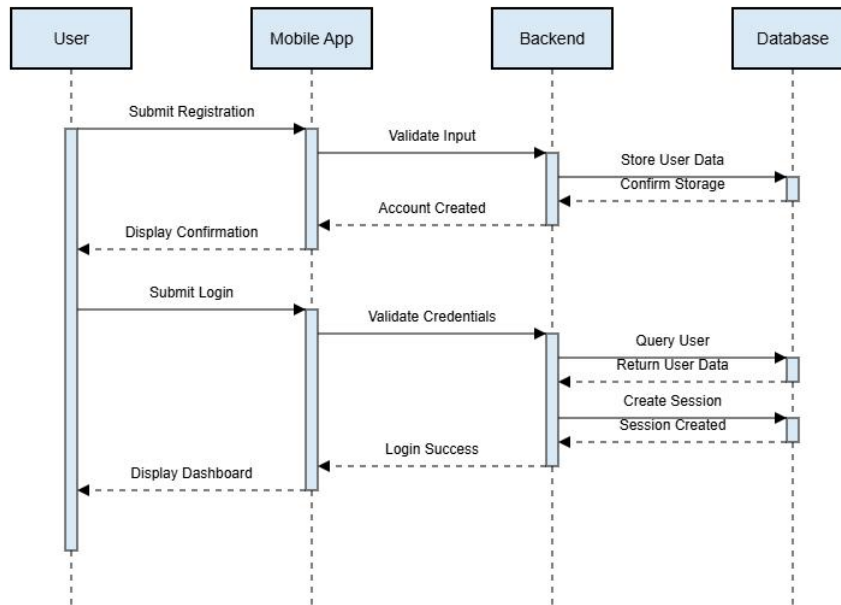 User
Mobile App
Backend
Database
Submit Registration
Validate Input
Store User Data
Confirm Storage
Account Created
Display Confirmation
Submit Login
Validate Credentials
Query User
Return User Data
Create Session
Session Created
Login Success
Display Dashboard